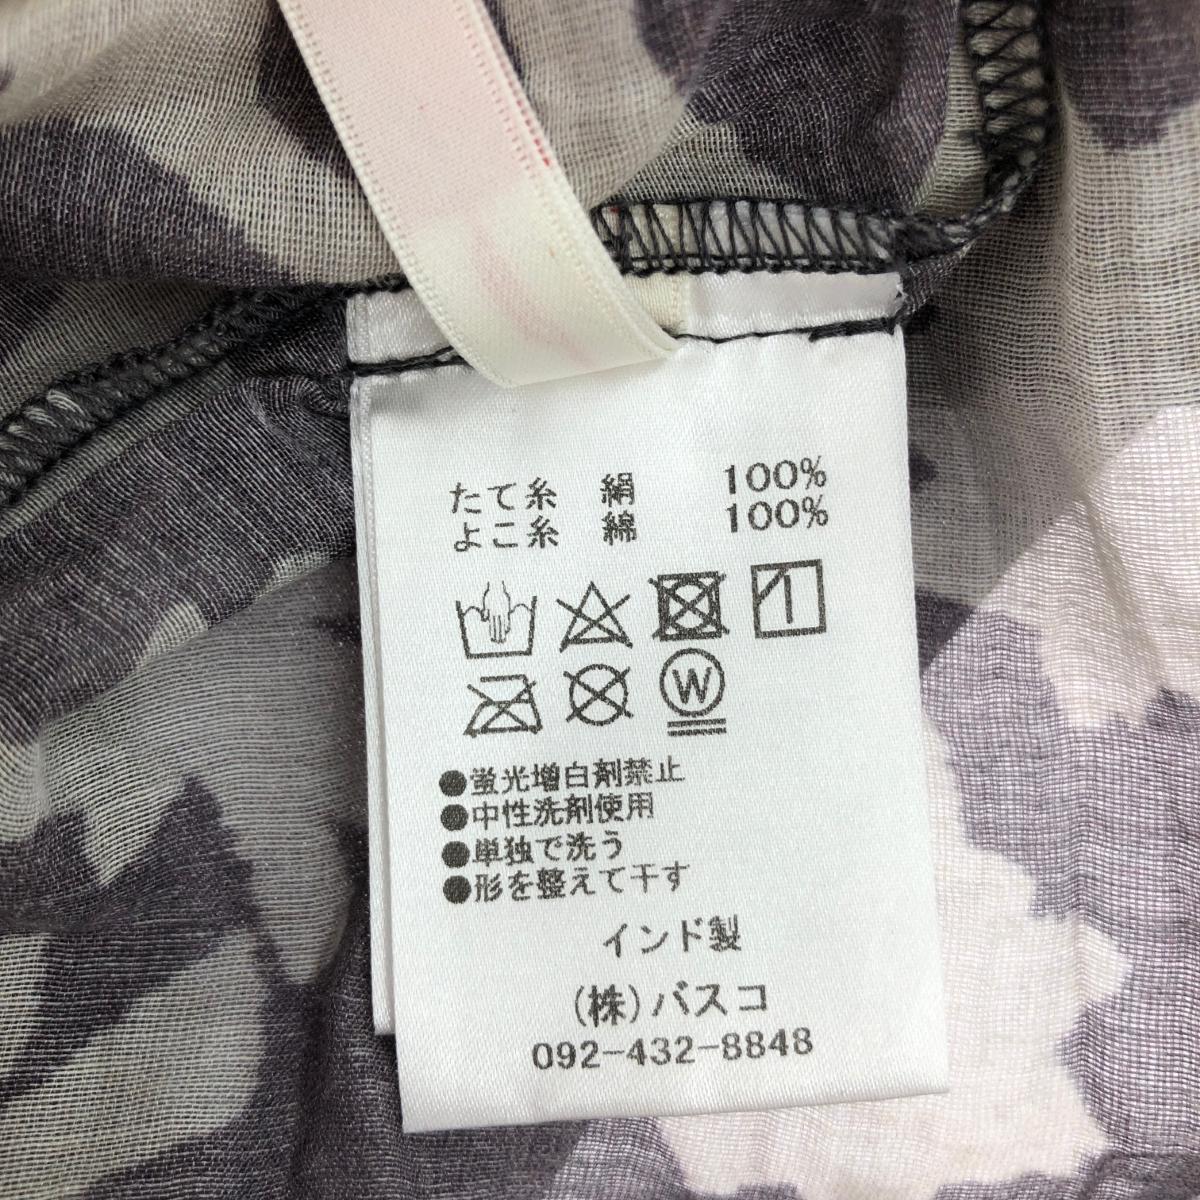 たて糸 絹 100%
よこ糸 綿 100%
W
●蛍光増白剤禁止
●中性洗剤使用
●単独で洗う
●形を整えて干す
インド製
(株)バスコ
092-432-8848